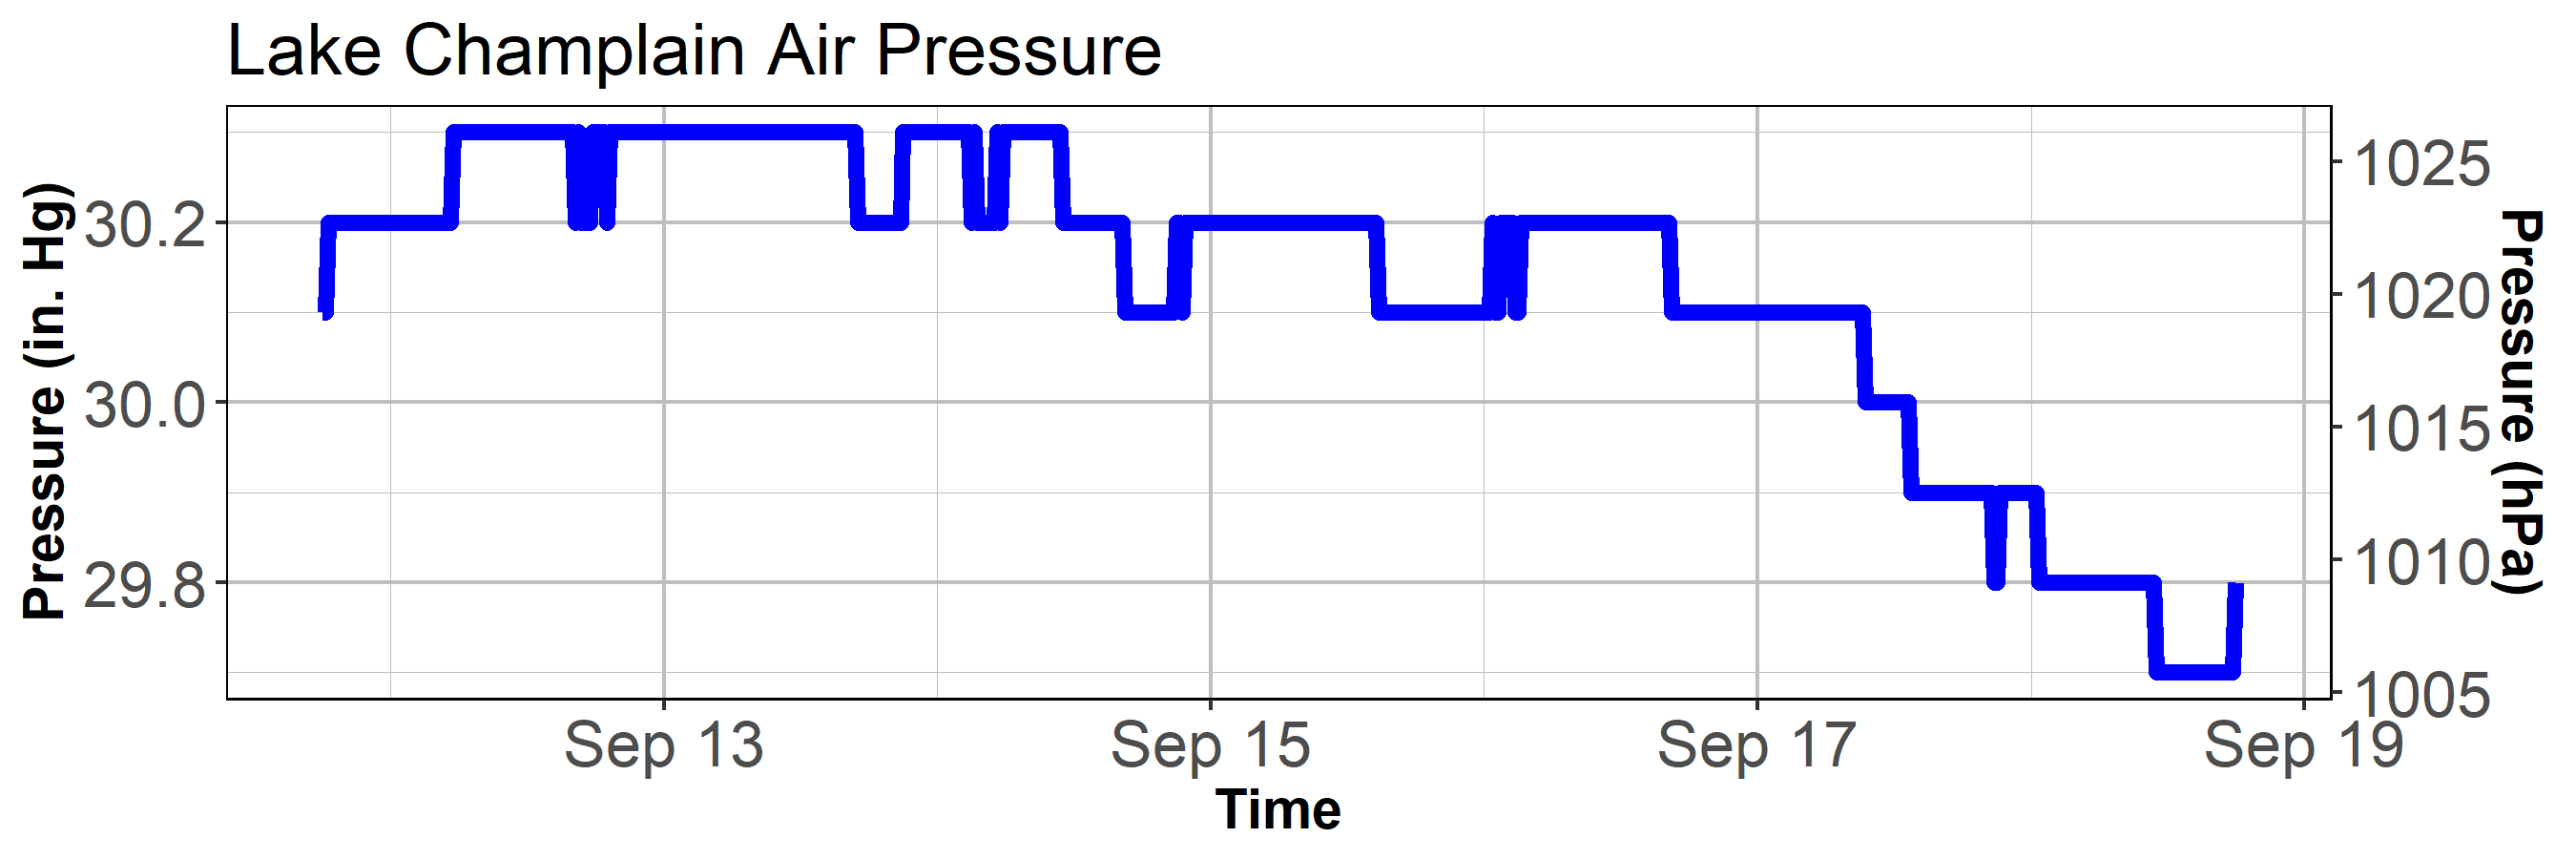 Lake Champlain Air Pressure
Pressure (in. Hg)
30.2
30.0
29.8
1025
1020
1015
1010
1005
Pressure (hPa)
Sep 13 Sep 15 Sep 17 Sep 19
Time